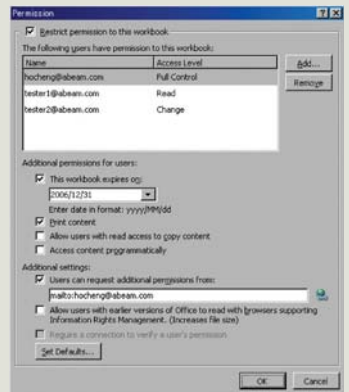 Permission
Restrict permission to this workbook
The following users have permission to this workbook:
Name Access Level
hocheng@abeam.com Full Control
tester1@abeam.com Read
tester2@abeam.com Change
Add...
Remove
Additional permissions for users:
This workbook expires on:
2006/12/31
Enter date in format: yyyy/MM/dd
Print content
Allow users with read access to copy content
Access content programmatically
Additional settings:
Users can request additional permissions from:
mailto:hocheng@abeam.com
Allow users with earlier versions of Office to read with browsers supporting
Information Rights Management. (Increases file size)
Require a connection to verify a user's permission
Set Defaults...
OK Cancel